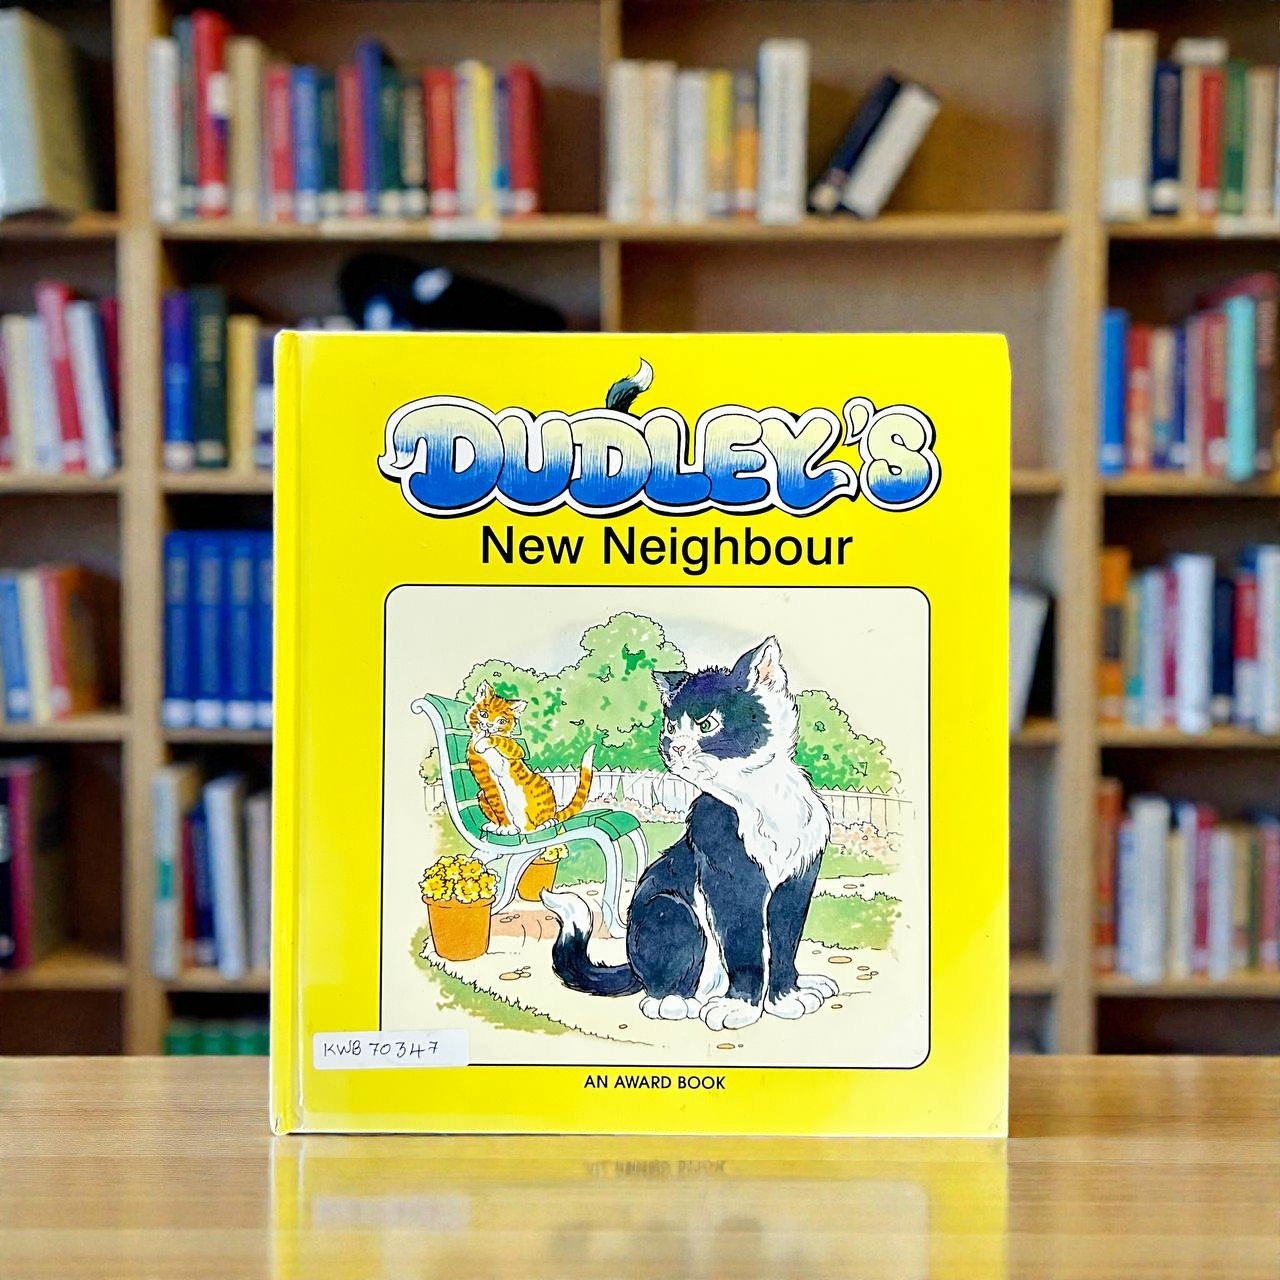 DUDLEY'S
New Neighbour
KWB 70347
AN AWARD BOOK